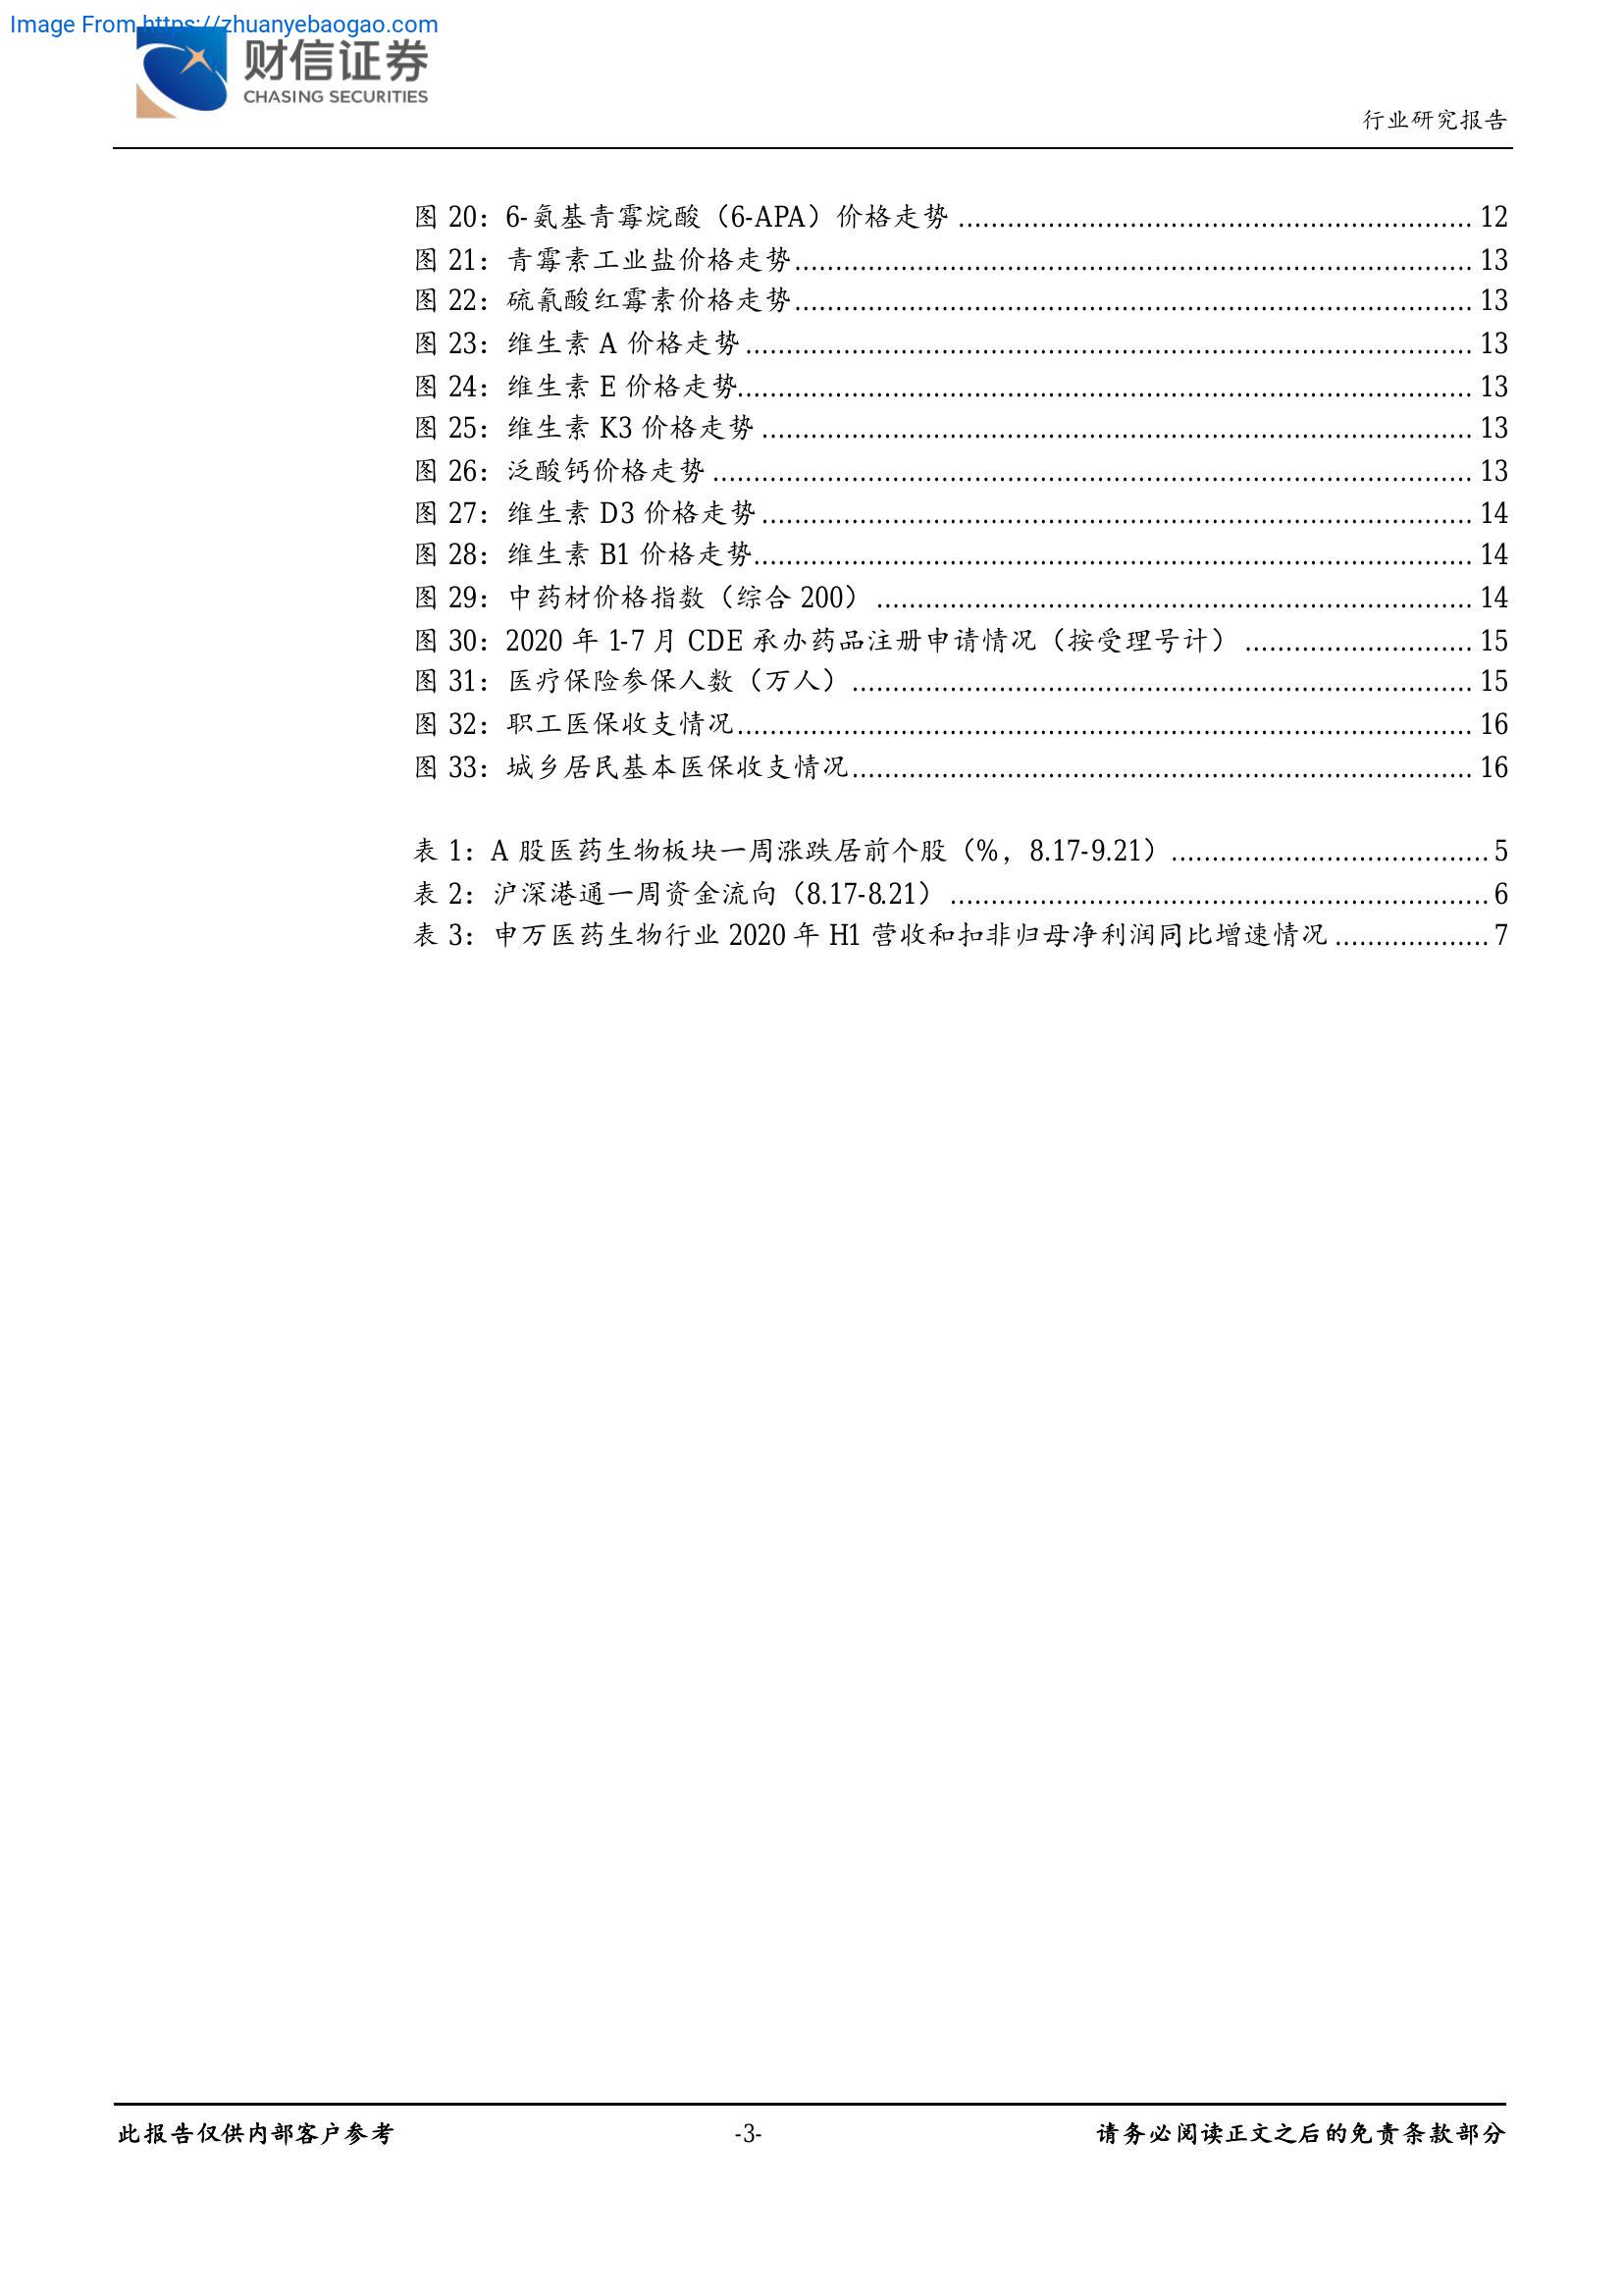 Image From https://zhuanyebaogao.com
财信证券
CHASING SECURITIES
行业研究报告
图 20：6-氨基青霉烷酸（6-APA）价格走势 ................................................................ 12
图 21：青霉素工业盐价格走势 ................................................................ 13
图 22：硫氰酸红霉素价格走势 ................................................................ 13
图 23：维生素 A 价格走势 ................................................................ 13
图 24：维生素 E 价格走势 ................................................................ 13
图 25：维生素 K3 价格走势 ................................................................ 13
图 26：泛酸钙价格走势 ................................................................ 13
图 27：维生素 D3 价格走势 ................................................................ 14
图 28：维生素 B1 价格走势 ................................................................ 14
图 29：中药材价格指数（综合 200） ................................................................ 14
图 30：2020 年 1-7 月 CDE 承办药品注册申请情况（按受理号计） ............................ 15
图 31：医疗保险参保人数（万人） ................................................................ 15
图 32：职工医保收支情况 ................................................................ 16
图 33：城乡居民基本医保收支情况 ................................................................ 16
表 1：A 股医药生物板块一周涨跌居前个股（%，8.17-9.21） ....................................... 5
表 2：沪深港通一周资金流向（8.17-8.21） ................................................................ 6
表 3：申万医药生物行业 2020 年 H1 营收和扣非归母净利润同比增速情况 ................... 7
此报告仅供内部客户参考
-3-
请务必阅读正文之后的免责条款部分